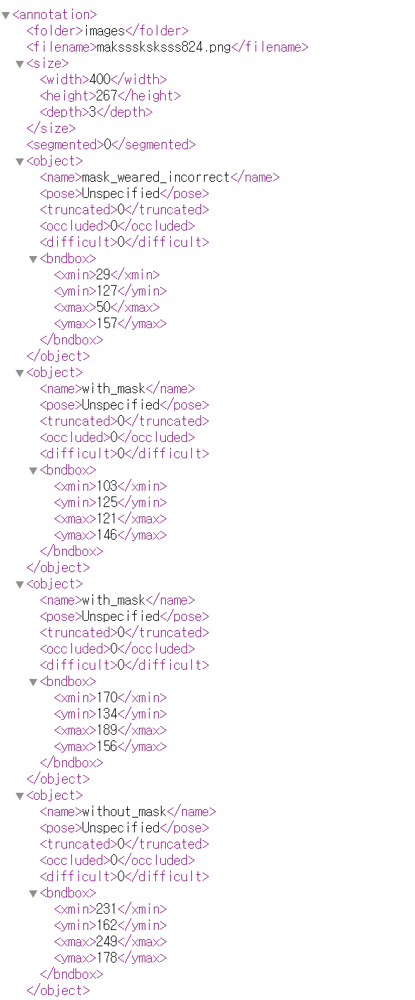 <annotation>
<folder>images</folder>
<filename>maksssksksss824.png</filename>
<size>
<width>400</width>
<height>267</height>
<depth>3</depth>
</size>
<segmented>0</segmented>
<object>
<name>mask_weared_incorrect</name>
<pose>Unspecified</pose>
<truncated>0</truncated>
<occluded>0</occluded>
<difficult>0</difficult>
<bndbox>
<xmin>29</xmin>
<ymin>127</ymin>
<xmax>50</xmax>
<ymax>157</ymax>
</bndbox>
</object>
<object>
<name>with_mask</name>
<pose>Unspecified</pose>
<truncated>0</truncated>
<occluded>0</occluded>
<difficult>0</difficult>
<bndbox>
<xmin>103</xmin>
<ymin>125</ymin>
<xmax>121</xmax>
<ymax>146</ymax>
</bndbox>
</object>
<object>
<name>with_mask</name>
<pose>Unspecified</pose>
<truncated>0</truncated>
<occluded>0</occluded>
<difficult>0</difficult>
<bndbox>
<xmin>170</xmin>
<ymin>134</ymin>
<xmax>189</xmax>
<ymax>156</ymax>
</bndbox>
</object>
<object>
<name>without_mask</name>
<pose>Unspecified</pose>
<truncated>0</truncated>
<occluded>0</occluded>
<difficult>0</difficult>
<bndbox>
<xmin>231</xmin>
<ymin>162</ymin>
<xmax>249</xmax>
<ymax>178</ymax>
</bndbox>
</object>